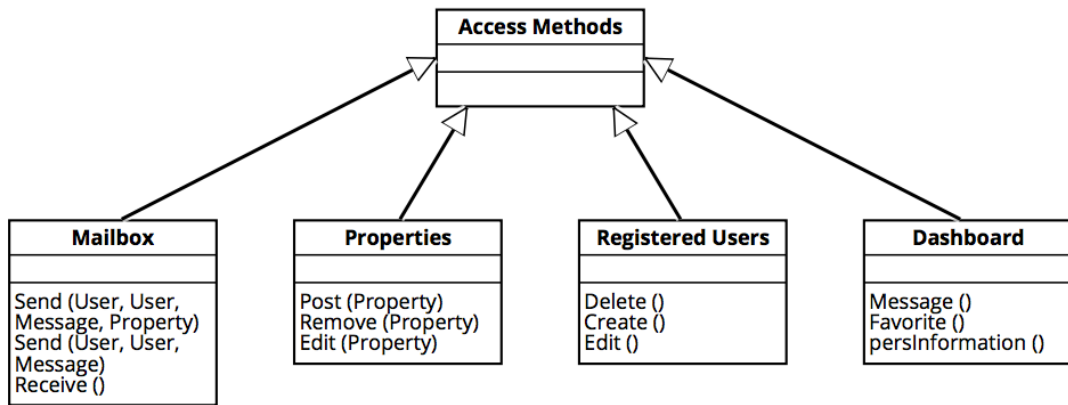 Access Methods
Mailbox
Send (User, User,
Message, Property)
Send (User, User,
Message)
Receive ()
Properties
Post (Property)
Remove (Property)
Edit (Property)
Registered Users
Delete ()
Create ()
Edit ()
Dashboard
Message ()
Favorite ()
persInformation ()